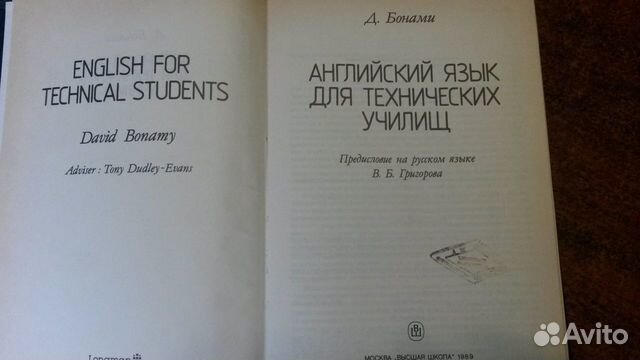 ENGLISH FOR
TECHNICAL STUDENTS
David Bonamy
Adviser : Tony Dudley-Evans
Longman
Д. Бонами
АНГЛИЙСКИЙ ЯЗЫК
ДЛЯ ТЕХНИЧЕСКИХ
УЧИЛИЩ
Предисловие на русском языке
В. Б. Григорова
МОСКВА „ВЫСШАЯ ШКОЛА" 1989
Avito